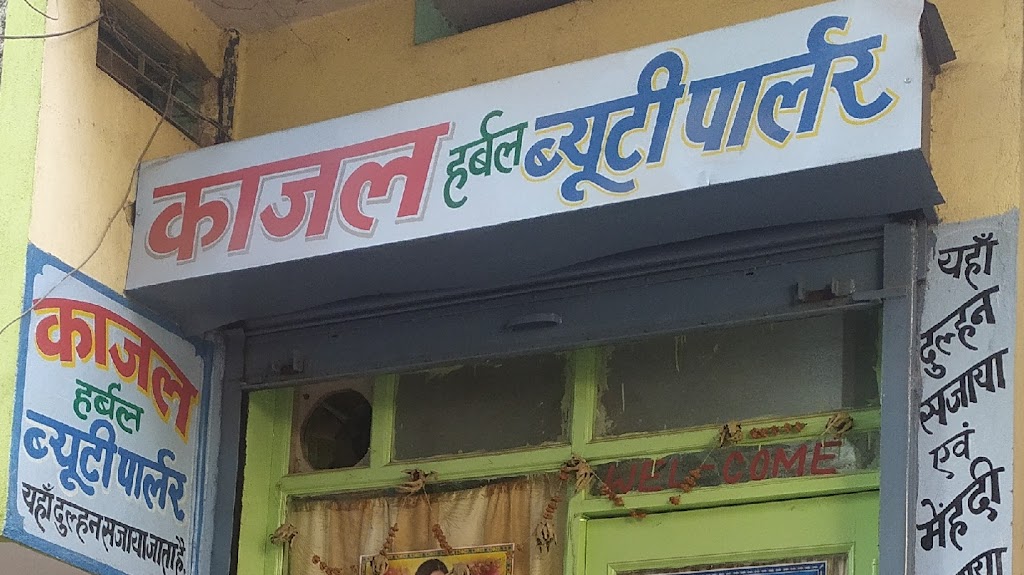 काजल हर्बल ब्यूटी पार्लर
काजल
हर्बल
ब्यूटी पार्लर
यहाँ दुल्हन सजाया जाता है.
WEL-COME
यहाँ
दुल्हन
सजाया
एवं
मेंहदी